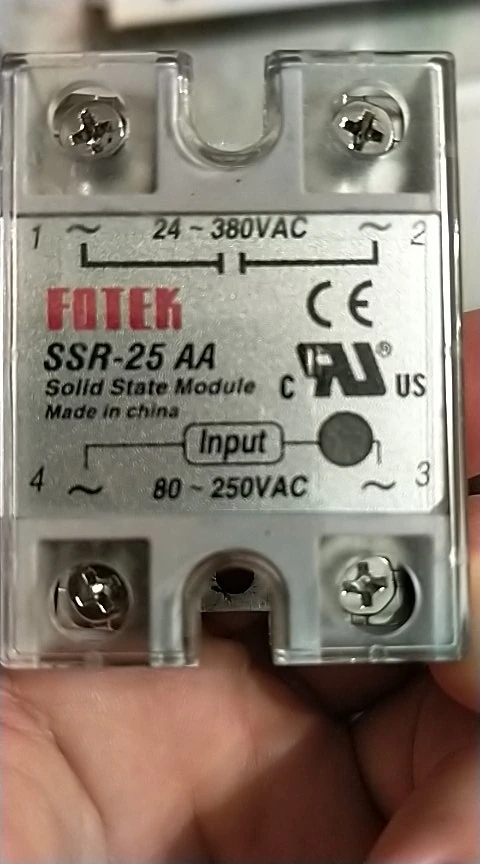 1 ~ 24 ~ 380VAC ~ 2
FOTEK
CE
SSR-25 AA
Solid State Module
Made in china
C RU ® US
Input
4 ~ 80 ~ 250VAC ~ 3